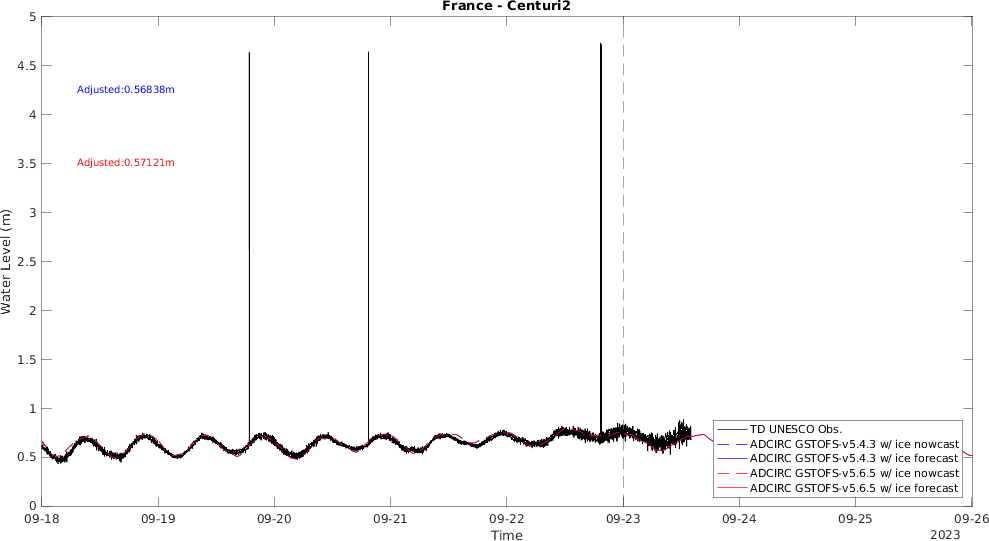 France - Centuri2
Water Level (m)
5
4.5
4
3.5
3
2.5
2
1.5
1
0.5
0
Adjusted:0.56838m
Adjusted:0.57121m
TD UNESCO Obs.
ADCIRC GSTOFS-v5.4.3 w/ ice nowcast
ADCIRC GSTOFS-v5.4.3 w/ ice forecast
ADCIRC GSTOFS-v5.6.5 w/ ice nowcast
ADCIRC GSTOFS-v5.6.5 w/ ice forecast
09-18 09-19 09-20 09-21 09-22 09-23 09-24 09-25 09-26
Time
2023